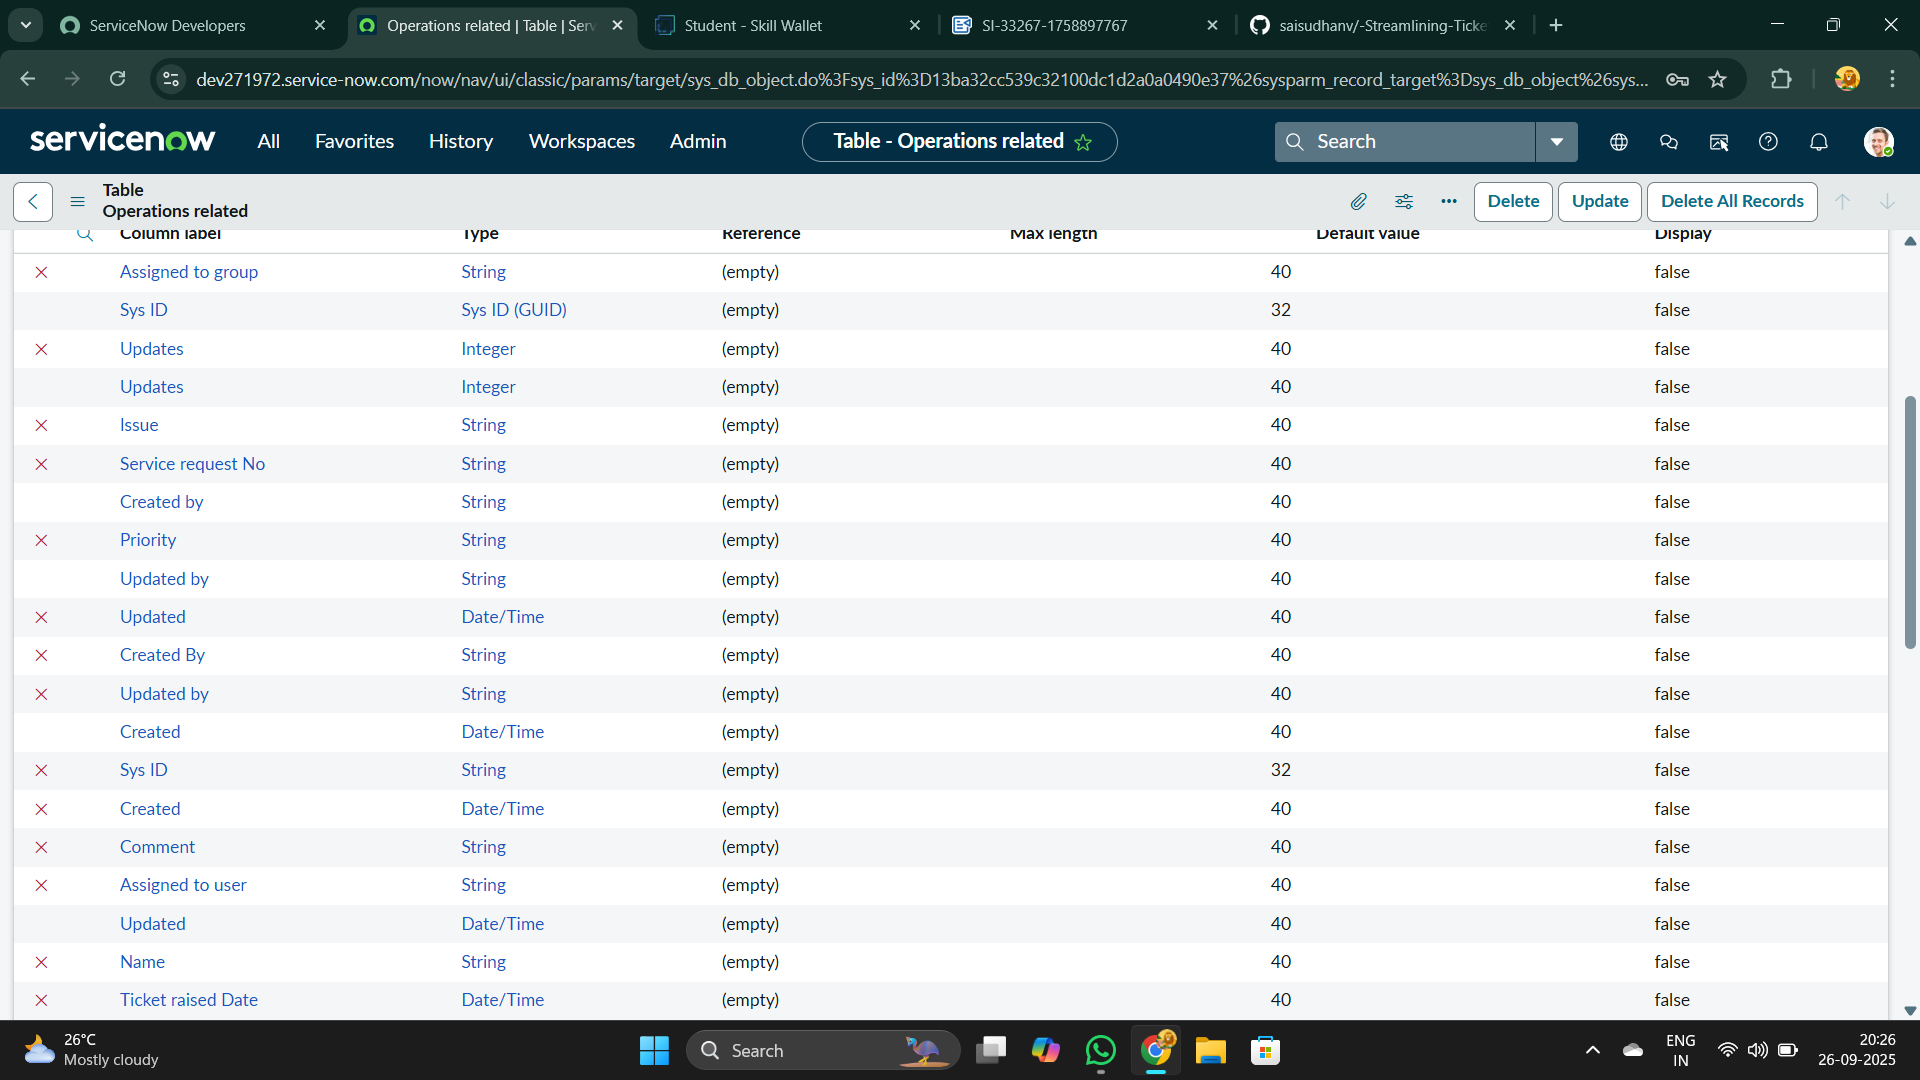 ServiceNow Developers
Operations related | Table | Serv
Student - Skill Wallet
SI-33267-1758897767
saisudhanv/-Streamlining-Ticke
dev271972.service-now.com/now/nav/ui/classic/params/target/sys_db_object.do%3Fsys_id%3D13ba32cc539c32100dc1d2a0a0490e37%26sysparm_record_target%3Dsys_db_object%26sys...
servicenow All Favorites History Workspaces Admin Table - Operations related Search
Table
Operations related
Delete Update Delete All Records
Column label Type Reference Max length Default value Display
Assigned to group String (empty) 40 false
Sys ID Sys ID (GUID) (empty) 32 false
Updates Integer (empty) 40 false
Updates Integer (empty) 40 false
Issue String (empty) 40 false
Service request No String (empty) 40 false
Created by String (empty) 40 false
Priority String (empty) 40 false
Updated by String (empty) 40 false
Updated Date/Time (empty) 40 false
Created By String (empty) 40 false
Updated by String (empty) 40 false
Created Date/Time (empty) 40 false
Sys ID String (empty) 32 false
Created Date/Time (empty) 40 false
Comment String (empty) 40 false
Assigned to user String (empty) 40 false
Updated Date/Time (empty) 40 false
Name String (empty) 40 false
Ticket raised Date Date/Time (empty) 40 false
26°C
Mostly cloudy
Search
ENG
IN
20:26
26-09-2025